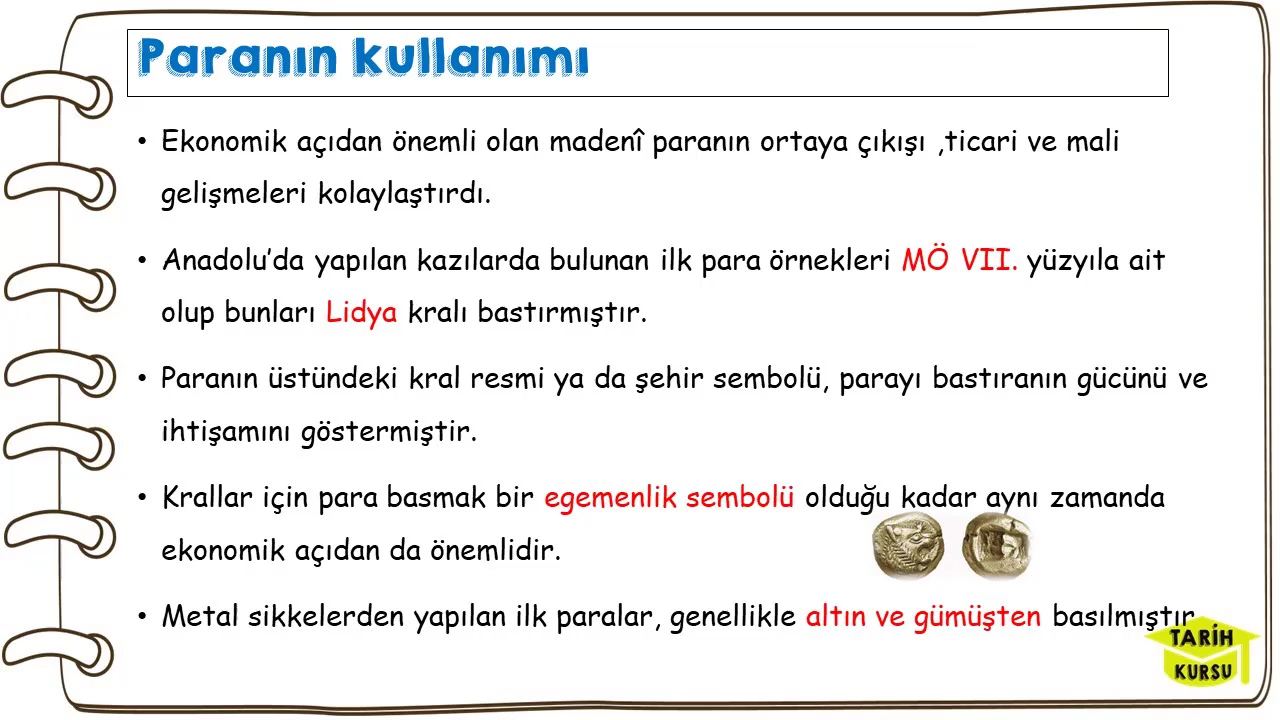 Paranın kullanımı
• Ekonomik açıdan önemli olan madenî paranın ortaya çıkışı ,ticari ve mali
gelişmeleri kolaylaştırdı.
• Anadolu’da yapılan kazılarda bulunan ilk para örnekleri MÖ VII. yüzyıla ait
olup bunları Lidya kralı bastırmıştır.
• Paranın üstündeki kral resmi ya da şehir sembolü, parayı bastıranın gücünü ve
ihtişamını göstermiştir.
• Krallar için para basmak bir egemenlik sembolü olduğu kadar aynı zamanda
ekonomik açıdan da önemlidir.
• Metal sikkelerden yapılan ilk paralar, genellikle altın ve gümüşten basılmıştır
TARİH
KURSU